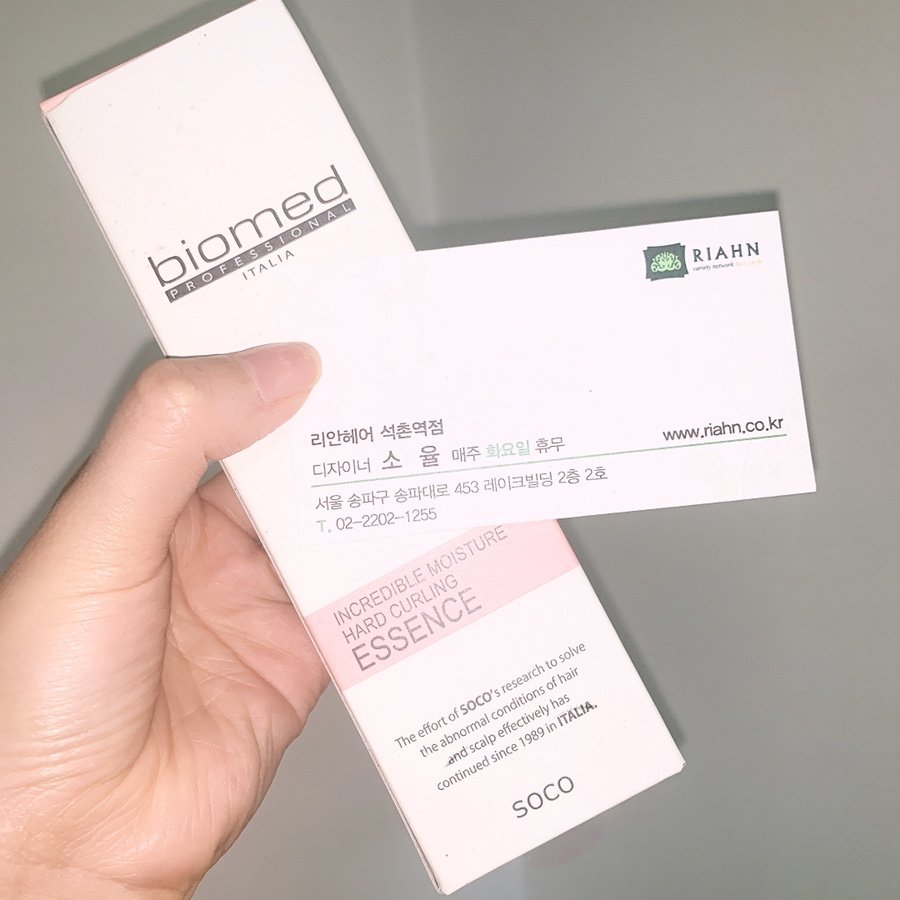 biomed
PROFESSIONAL
ITALIA
RIAHN
variety network hair salon
리안헤어 석촌역점
디자이너 소 율 매주 화요일 휴무
www.riahn.co.kr
서울 송파구 송파대로 453 레이크빌딩 2층 2호
T. 02-2202-1255
INCREDIBLE MOISTURE
HARD CURLING
ESSENCE
The effort of SOCO's research to solve
the abnormal conditions of hair
and scalp effectively has
continued since 1989 in ITALIA.
SOCO